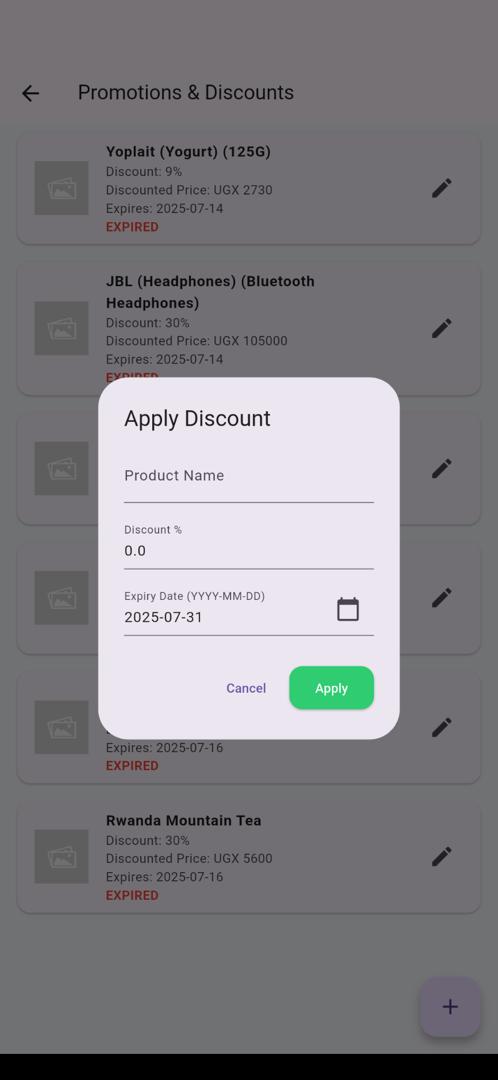 Promotions & Discounts
Yoplait (Yogurt) (125G)
Discount: 9%
Discounted Price: UGX 2730
Expires: 2025-07-14
EXPIRED
JBL (Headphones) (Bluetooth
Headphones)
Discount: 30%
Discounted Price: UGX 105000
Expires: 2025-07-14
EXPIRED
Apply Discount
Product Name
Discount %
0.0
Expiry Date (YYYY-MM-DD)
2025-07-31
Cancel
Apply
Expires: 2025-07-16
EXPIRED
Rwanda Mountain Tea
Discount: 30%
Discounted Price: UGX 5600
Expires: 2025-07-16
EXPIRED